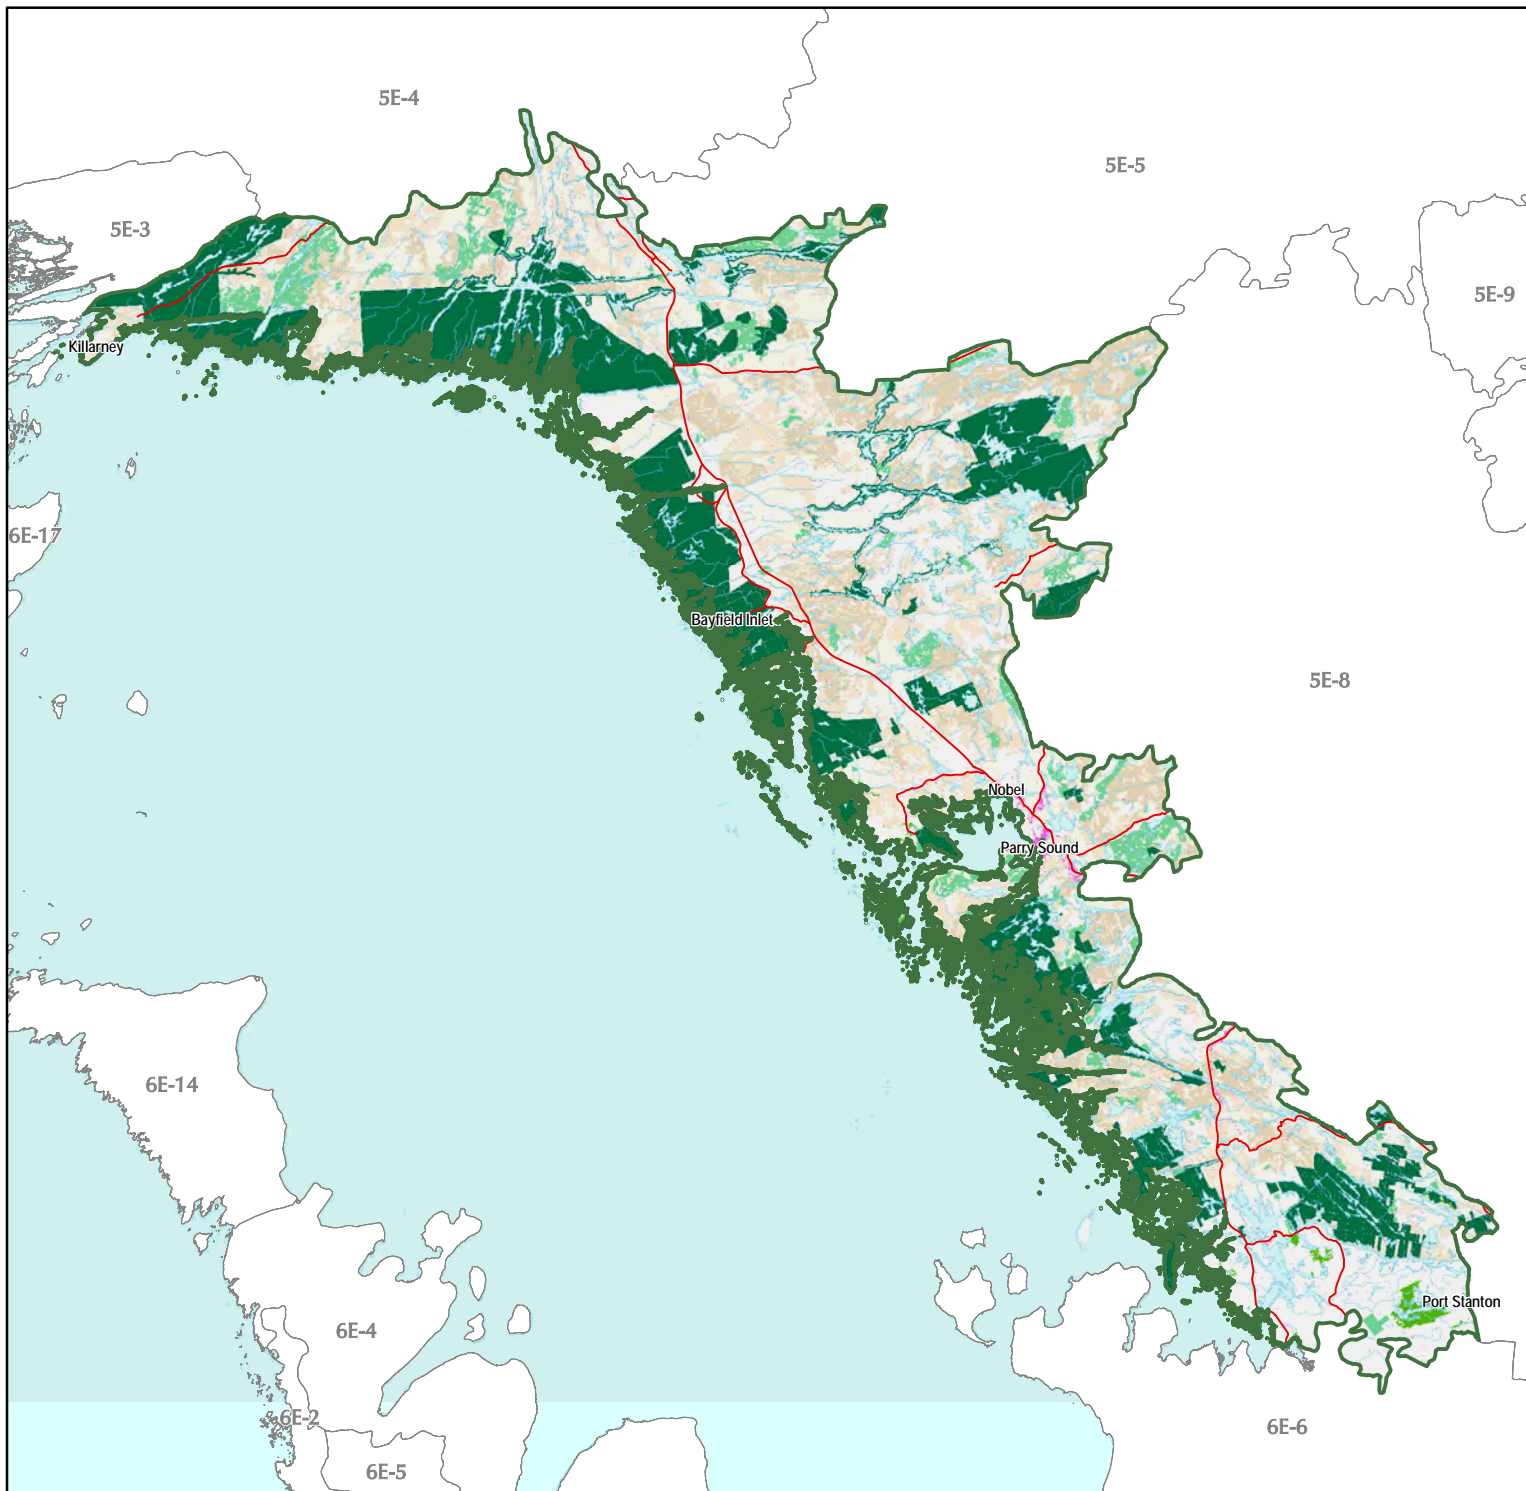 5E-4
5E-5
5E-3
5E-9
Killarney
6E-17
Bayfield Inlet
5E-8
Nobel
Parry Sound
6E-14
Port Stanton
6E-4
6E-2
6E-6
6E-5